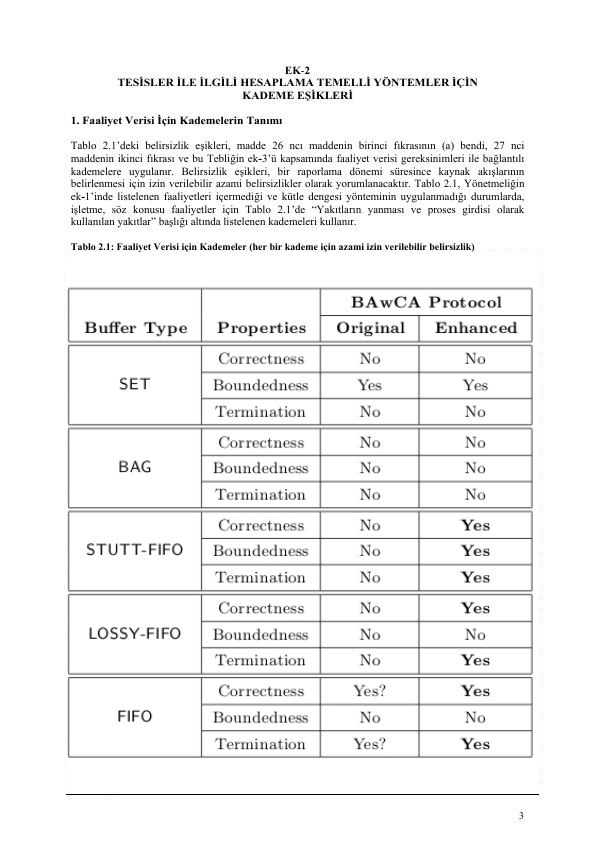 EK-2
TESİSLER İLE İLGİLİ HESAPLAMA TEMELLİ YÖNTEMLER İÇİN
KADEME EŞİKLERİ
1. Faaliyet Verisi İçin Kademelerin Tanımı
Tablo 2.1'deki belirsizlik eşikleri, madde 26 ncı maddenin birinci fıkrasının (a) bendi, 27 nci
maddenin ikinci fıkrası ve bu Tebliğin ek-3'ü kapsamında faaliyet verisi gereksinimleri ile bağlantılı
kademelere uygulanır. Belirsizlik eşikleri, bir raporlama dönemi süresince kaynak akışlarının
belirlenmesi için izin verilebilir azami belirsizlikler olarak yorumlanacaktır. Tablo 2.1, Yönetmeliğin
ek-1'inde listelenen faaliyetleri içermediği ve kütle dengesi yönteminin uygulanmadığı durumlarda,
işletme, söz konusu faaliyetler için Tablo 2.1'de “Yakıtların yanması ve proses girdisi olarak
kullanılan yakıtlar” başlığı altında listelenen kademeleri kullanır.
Tablo 2.1: Faaliyet Verisi için Kademeler (her bir kademe için azami izin verilebilir belirsizlik)
BAwCA Protocol
Buffer Type Properties Original Enhanced
Correctness No No
SET Boundedness Yes Yes
Termination No No
Correctness No No
BAG Boundedness No No
Termination No No
Correctness No Yes
STUTT-FIFO Boundedness No Yes
Termination No Yes
Correctness No Yes
LOSSY-FIFO Boundedness No No
Termination No Yes
Correctness Yes? Yes
FIFO Boundedness No No
Termination Yes? Yes
3